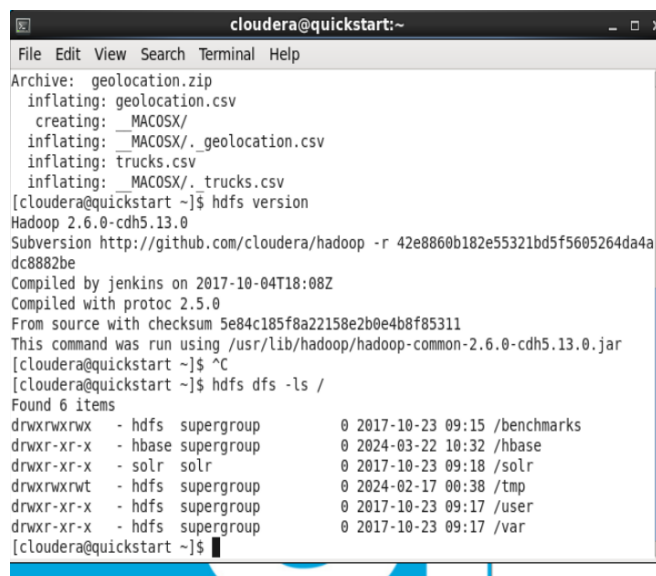 cloudera@quickstart:~
File Edit View Search Terminal Help
Archive:  geolocation.zip
  inflating: geolocation.csv
   creating: __MACOSX/
  inflating: __MACOSX/._geolocation.csv
  inflating: trucks.csv
  inflating: __MACOSX/._trucks.csv
[cloudera@quickstart ~]$ hdfs version
Hadoop 2.6.0-cdh5.13.0
Subversion http://github.com/cloudera/hadoop -r 42e8860b182e55321bd5f5605264da4a
dc8882be
Compiled by jenkins on 2017-10-04T18:08Z
Compiled with protoc 2.5.0
From source with checksum 5e84c185f8a22158e2b0e4b8f85311
This command was run using /usr/lib/hadoop/hadoop-common-2.6.0-cdh5.13.0.jar
[cloudera@quickstart ~]$ ^C
[cloudera@quickstart ~]$ hdfs dfs -ls /
Found 6 items
drwxrwxrwx   - hdfs  supergroup          0 2017-10-23 09:15 /benchmarks
drwxr-xr-x   - hbase supergroup          0 2024-03-22 10:32 /hbase
drwxr-xr-x   - solr  solr                0 2017-10-23 09:18 /solr
drwxrwxrwt   - hdfs  supergroup          0 2024-02-17 00:38 /tmp
drwxr-xr-x   - hdfs  supergroup          0 2017-10-23 09:17 /user
drwxr-xr-x   - hdfs  supergroup          0 2017-10-23 09:17 /var
[cloudera@quickstart ~]$